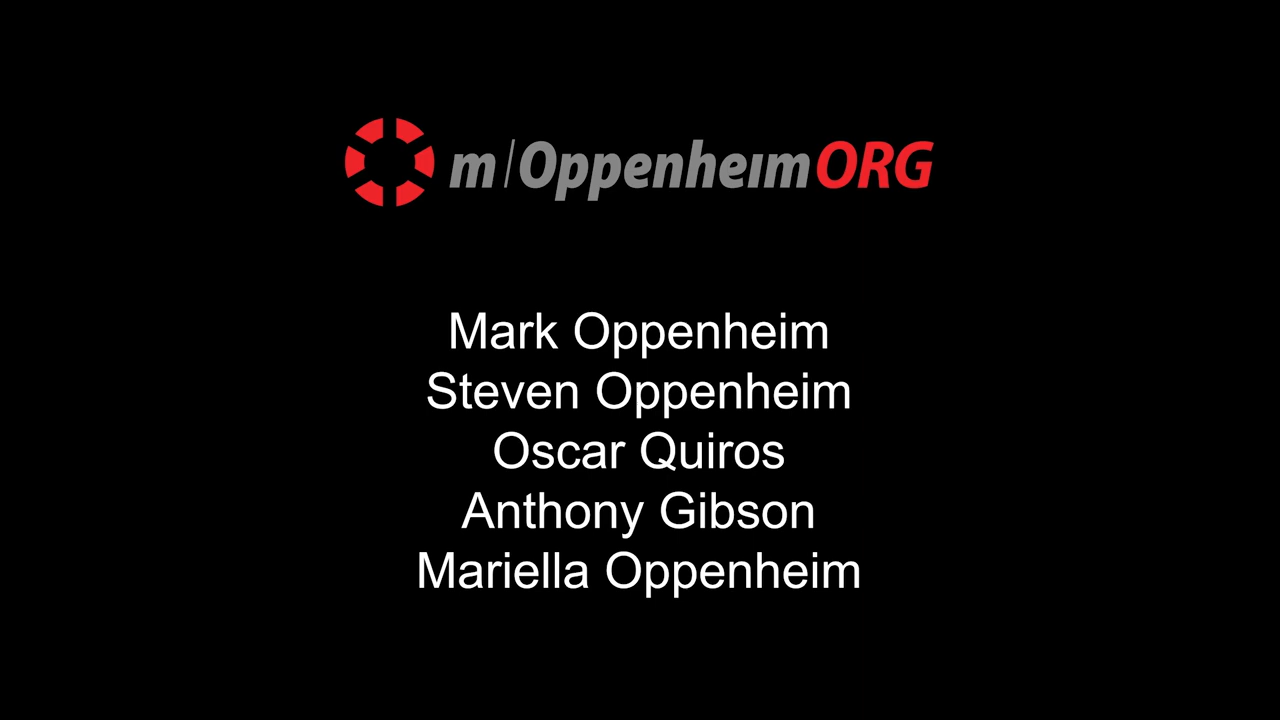 m/OppenheimORG
Mark Oppenheim
Steven Oppenheim
Oscar Quiros
Anthony Gibson
Mariella Oppenheim